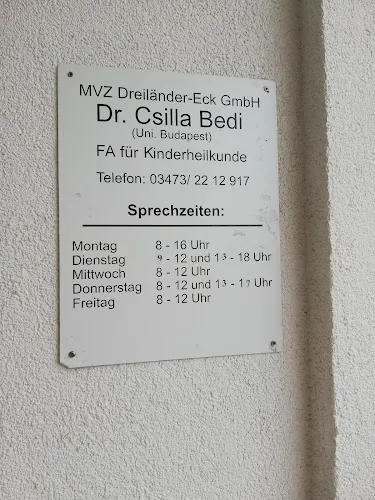 MVZ Dreiländer-Eck GmbH
Dr. Csilla Bedi
(Uni. Budapest)
FA für Kinderheilkunde
Telefon: 03473/ 22 12 917
Sprechzeiten:
Montag 8 - 16 Uhr
Dienstag 9 - 12 und 13 - 18 Uhr
Mittwoch 8 - 12 Uhr
Donnerstag 8 - 12 und 13 - 17 Uhr
Freitag 8 - 12 Uhr